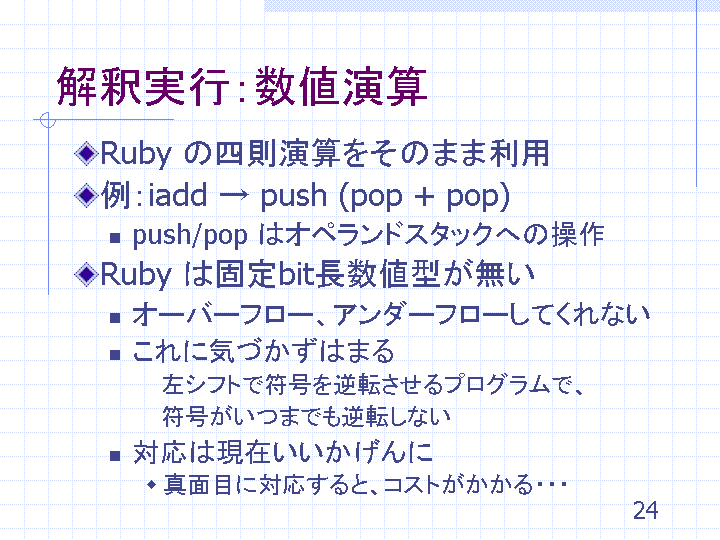 解釈実行：数値演算
Ruby の四則演算をそのまま利用
例：iadd → push (pop + pop)
push/pop はオペランドスタックへの操作
Ruby は固定bit長数値型が無い
オーバーフロー、アンダーフローしてくれない
これに気づかずはまる
左シフトで符号を逆転させるプログラムで、
符号がいつまでも逆転しない
対応は現在いいかげんに
真面目に対応すると、コストがかかる・・・
24